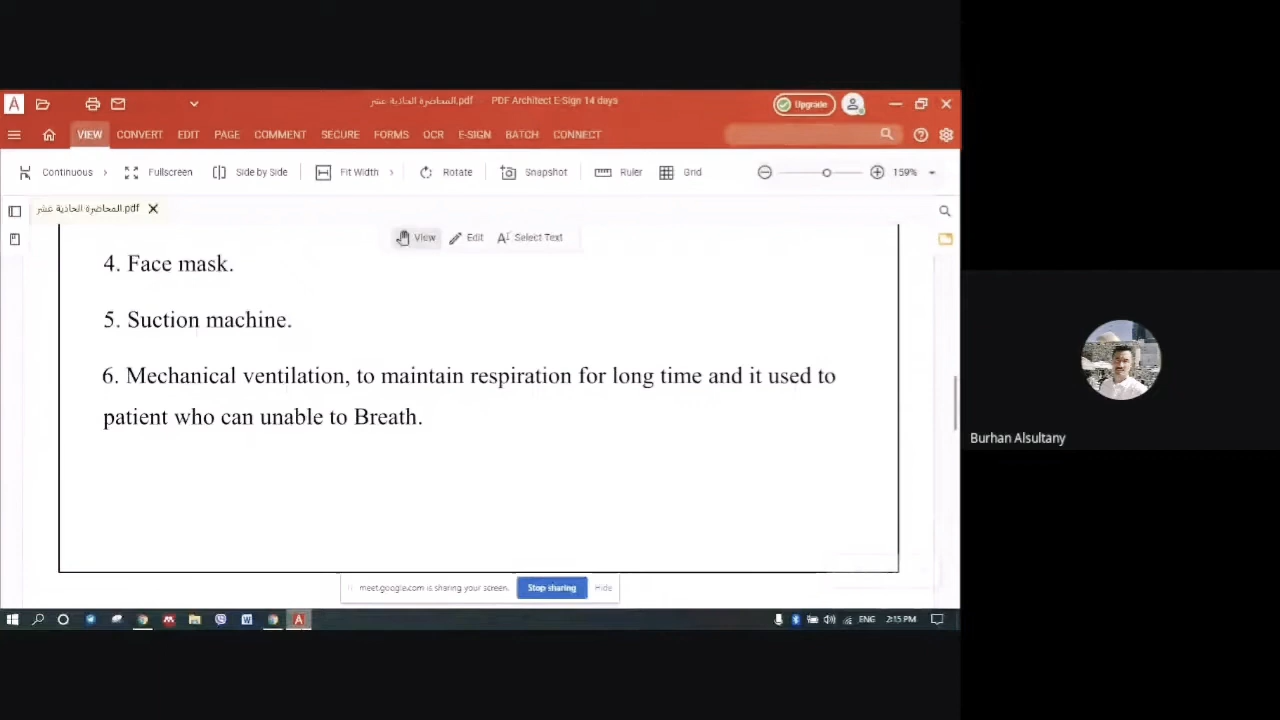 المحاضرة الحادية عشر.pdf - PDF Architect E-Sign 14 days
Upgrade
VIEW CONVERT EDIT PAGE COMMENT SECURE FORMS OCR E-SIGN BATCH CONNECT
Continuous Fullscreen Side by Side Fit Width Rotate Snapshot Ruler Grid 159%
المحاضرة الحادية عشر.pdf
View Edit Select Text
4. Face mask.
5. Suction machine.
6. Mechanical ventilation, to maintain respiration for long time and it used to
patient who can unable to Breath.
Burhan Alsultany
meet.google.com is sharing your screen. Stop sharing Hide
ENG 2:15 PM